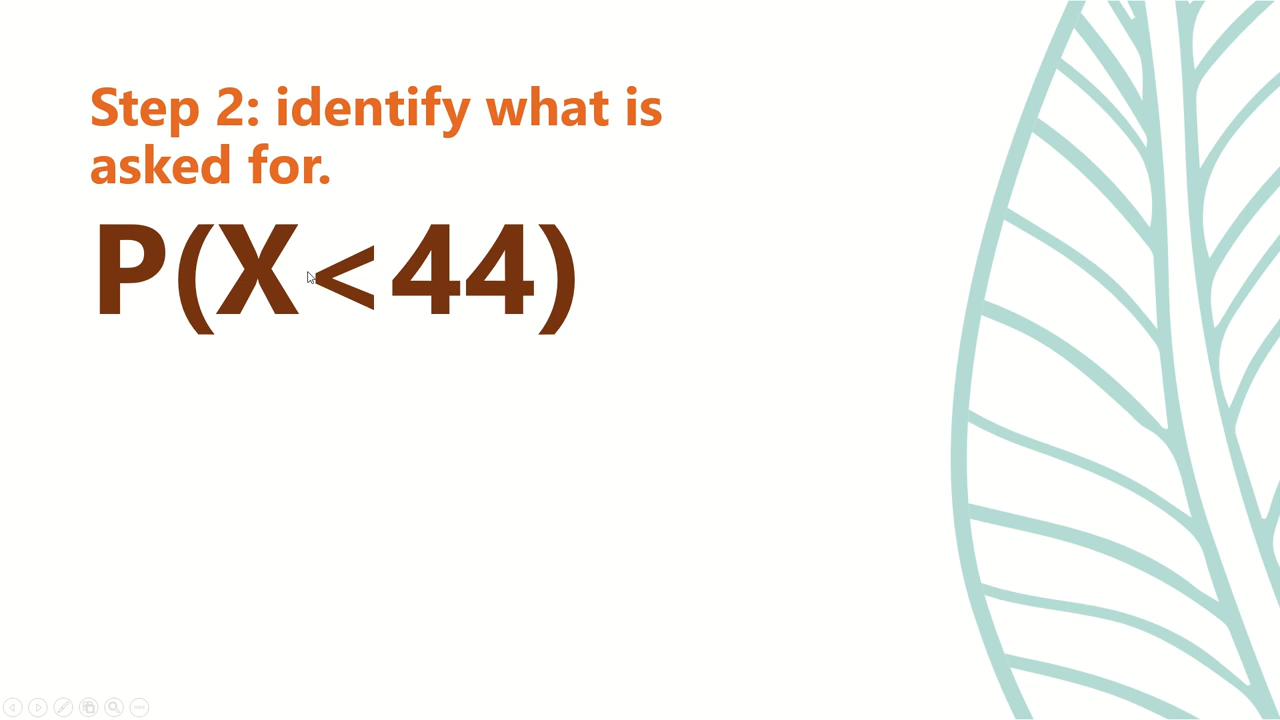 Step 2: identify what is
asked for.
P(X<44)